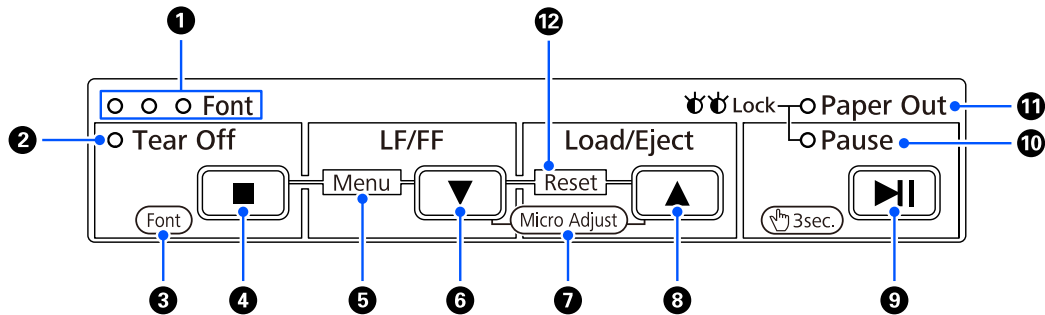 1 12
Font Lock Paper Out 11
2 Tear Off LF/FF Load/Eject Pause 10
Menu Reset
Font Micro Adjust 3sec.
3 4 5 6 7 8 9